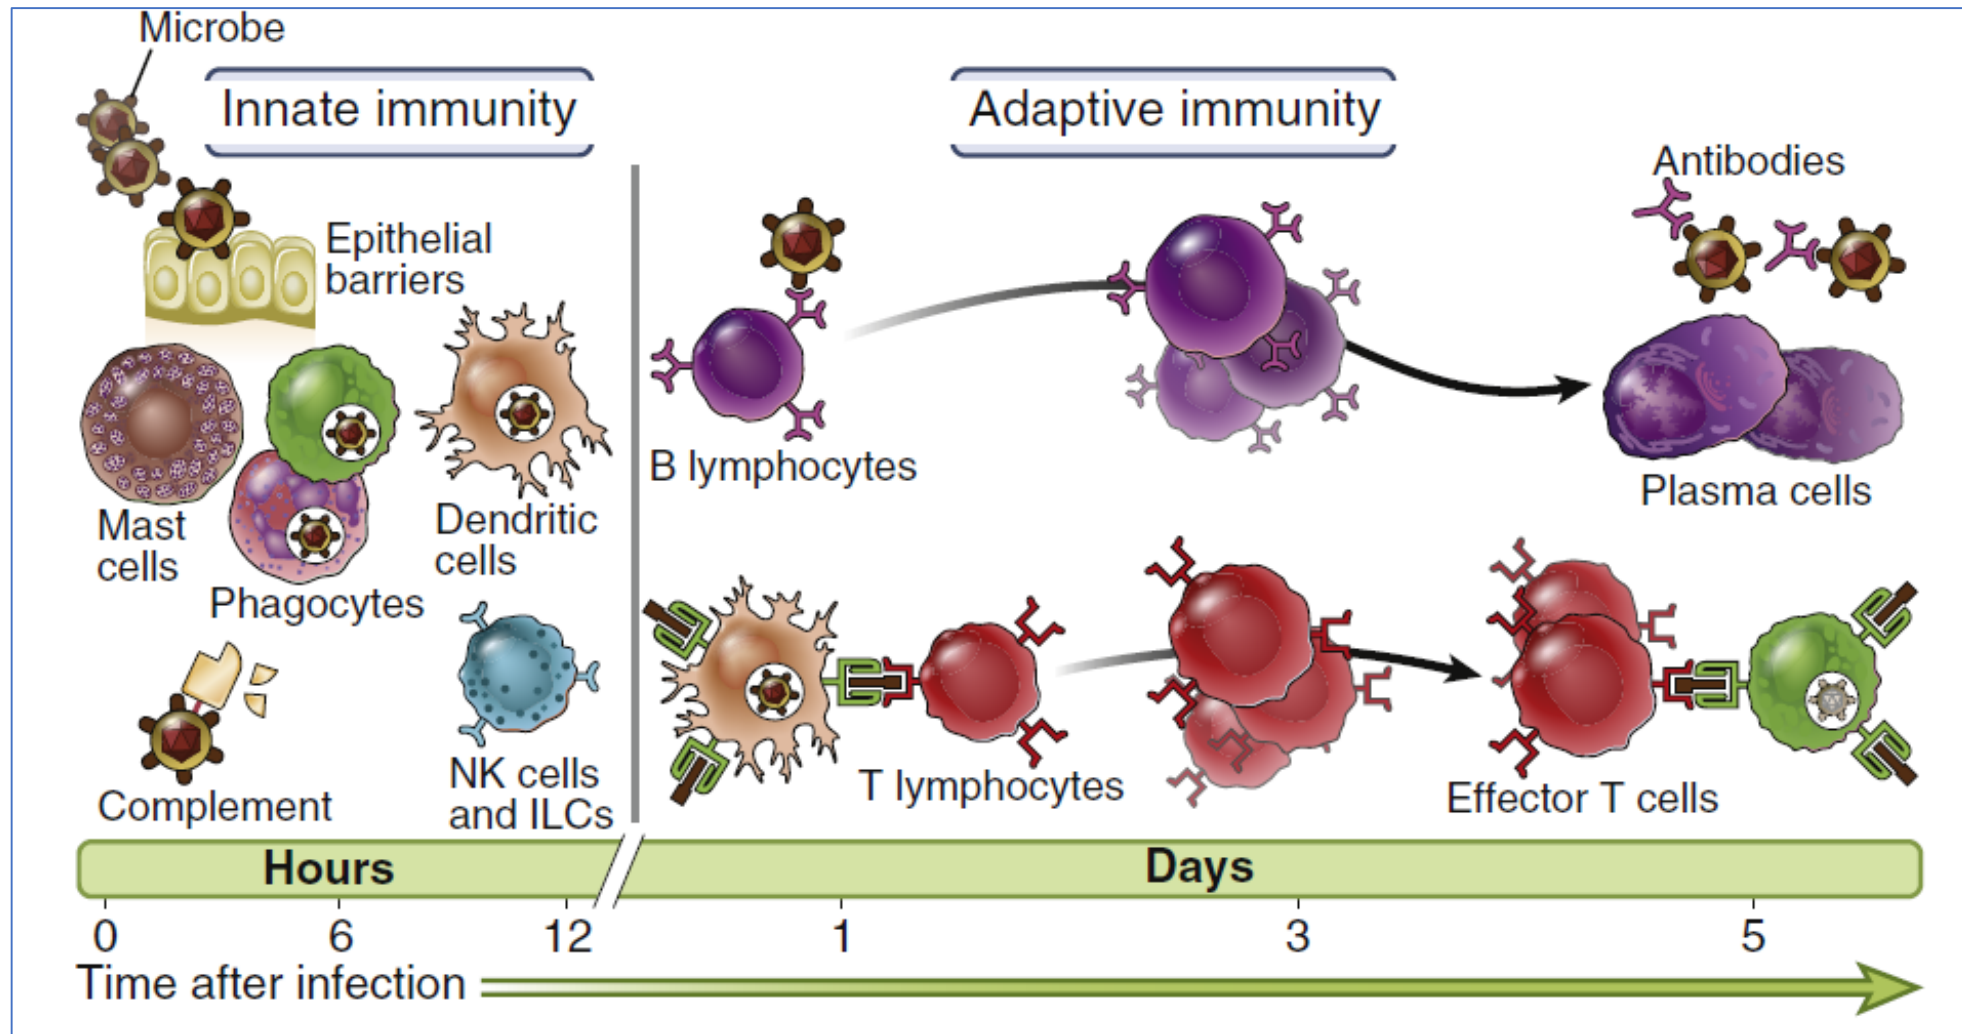 Microbe
Innate immunity
Adaptive immunity
Epithelial
barriers
Antibodies
Mast
cells
Phagocytes
Dendritic
cells
B lymphocytes
Plasma cells
Complement
NK cells
and ILCs
T lymphocytes
Effector T cells
Hours
Days
0 6 12 1 3 5
Time after infection